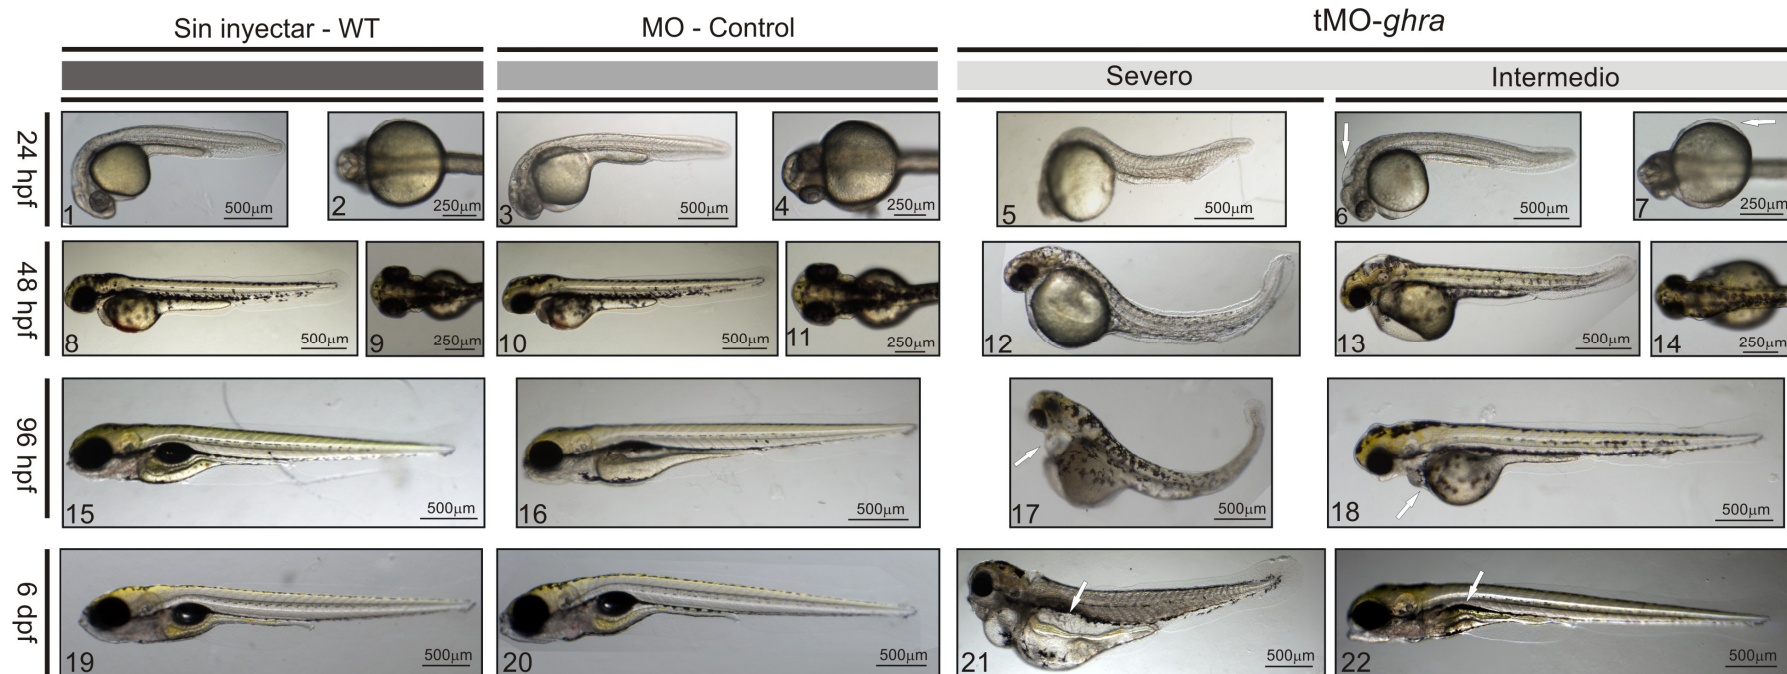 Sin inyectar - WT
MO - Control
tMO-ghra
Severo
Intermedio
24 hpf
1
500µm
2
250µm
3
500µm
4
250µm
5
500µm
6
500µm
7
250µm
48 hpf
8
500µm
9
250µm
10
500µm
11
250µm
12
13
500µm
14
250µm
96 hpf
15
500µm
16
500µm
17
500µm
18
500µm
6 dpf
19
500µm
20
500µm
21
500µm
22
500µm